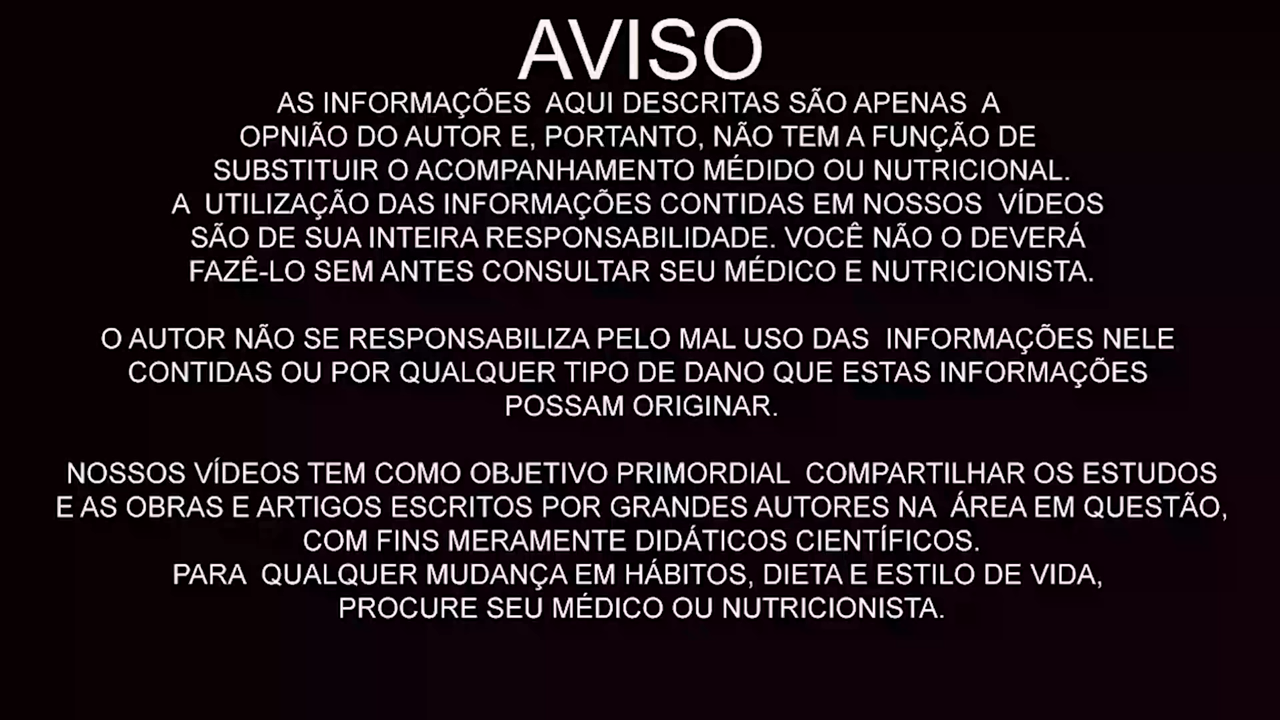 AVISO
AS INFORMAÇÕES AQUI DESCRITAS SÃO APENAS A
OPNIÃO DO AUTOR E, PORTANTO, NÃO TEM A FUNÇÃO DE
SUBSTITUIR O ACOMPANHAMENTO MÉDIDO OU NUTRICIONAL.
A UTILIZAÇÃO DAS INFORMAÇÕES CONTIDAS EM NOSSOS VÍDEOS
SÃO DE SUA INTEIRA RESPONSABILIDADE. VOCÊ NÃO O DEVERÁ
FAZÊ-LO SEM ANTES CONSULTAR SEU MÉDICO E NUTRICIONISTA.
O AUTOR NÃO SE RESPONSABILIZA PELO MAL USO DAS INFORMAÇÕES NELE
CONTIDAS OU POR QUALQUER TIPO DE DANO QUE ESTAS INFORMAÇÕES
POSSAM ORIGINAR.
NOSSOS VÍDEOS TEM COMO OBJETIVO PRIMORDIAL COMPARTILHAR OS ESTUDOS
E AS OBRAS E ARTIGOS ESCRITOS POR GRANDES AUTORES NA ÁREA EM QUESTÃO,
COM FINS MERAMENTE DIDÁTICOS CIENTÍFICOS.
PARA QUALQUER MUDANÇA EM HÁBITOS, DIETA E ESTILO DE VIDA,
PROCURE SEU MÉDICO OU NUTRICIONISTA.